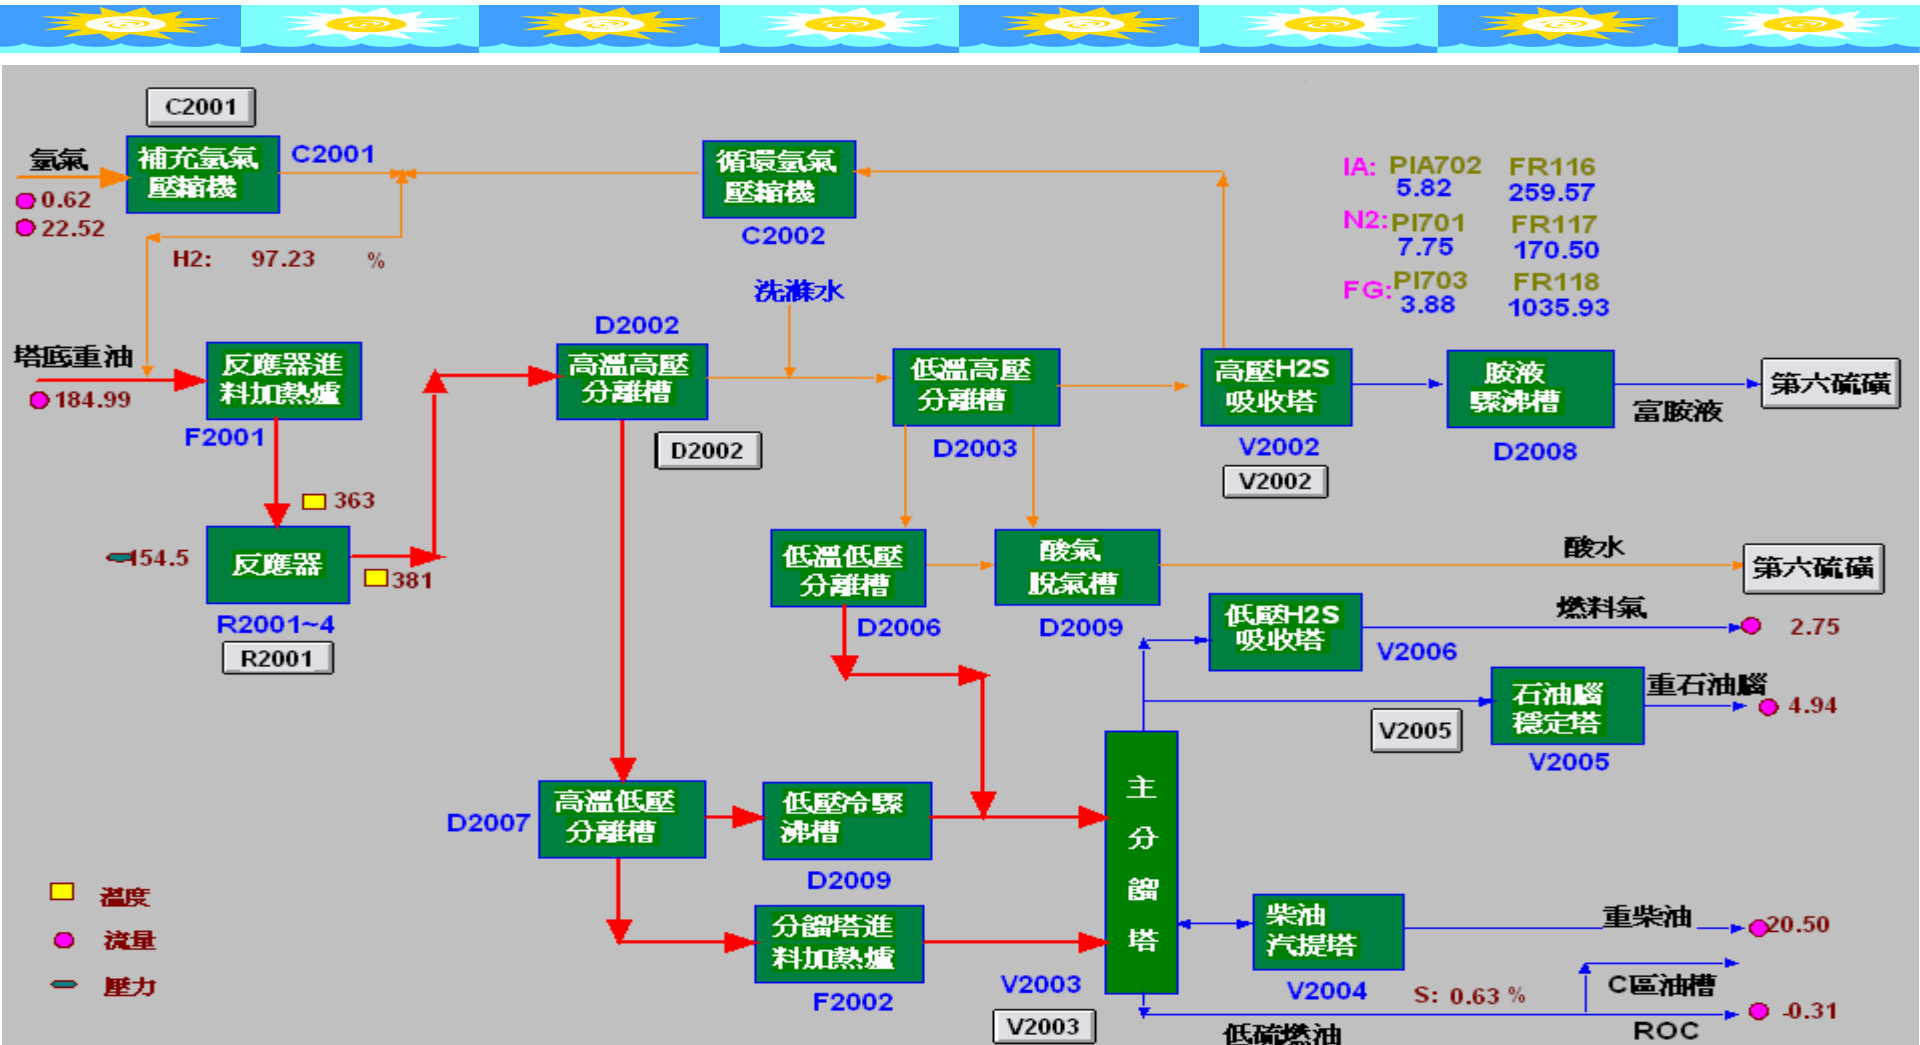 C2001
氫氣
補充氫氣
壓縮機
C2001
循環氫氣
壓縮機
C2002
0.62
22.52
H2: 97.23 %
IA: PIA702 FR116
5.82 259.57
N2: PI701 FR117
7.75 170.50
FG: PI703 FR118
3.88 1035.93
洗滌水
塔底重油
184.99
反應器進
料加熱爐
F2001
D2002
高溫高壓
分離槽
D2002
低溫高壓
分離槽
D2003
高壓H2S
吸收塔
V2002
V2002
胺液
驟沸槽
D2008
富胺液
第六硫磺
363
154.5
反應器
381
R2001~4
R2001
低溫低壓
分離槽
D2006
酸氣
脫氣槽
D2009
酸水
第六硫磺
低壓H2S
吸收塔
V2006
燃料氣
2.75
石油腦
穩定塔
V2005
V2005
重石油腦
4.94
D2007
高溫低壓
分離槽
低壓冷驟
沸槽
D2009
主
分
餾
塔
V2003
V2003
分餾塔進
料加熱爐
F2002
柴油
汽提塔
V2004
重柴油
20.50
S: 0.63 %
C區油槽
-0.31
低硫燃油
ROC
溫度
流量
壓力